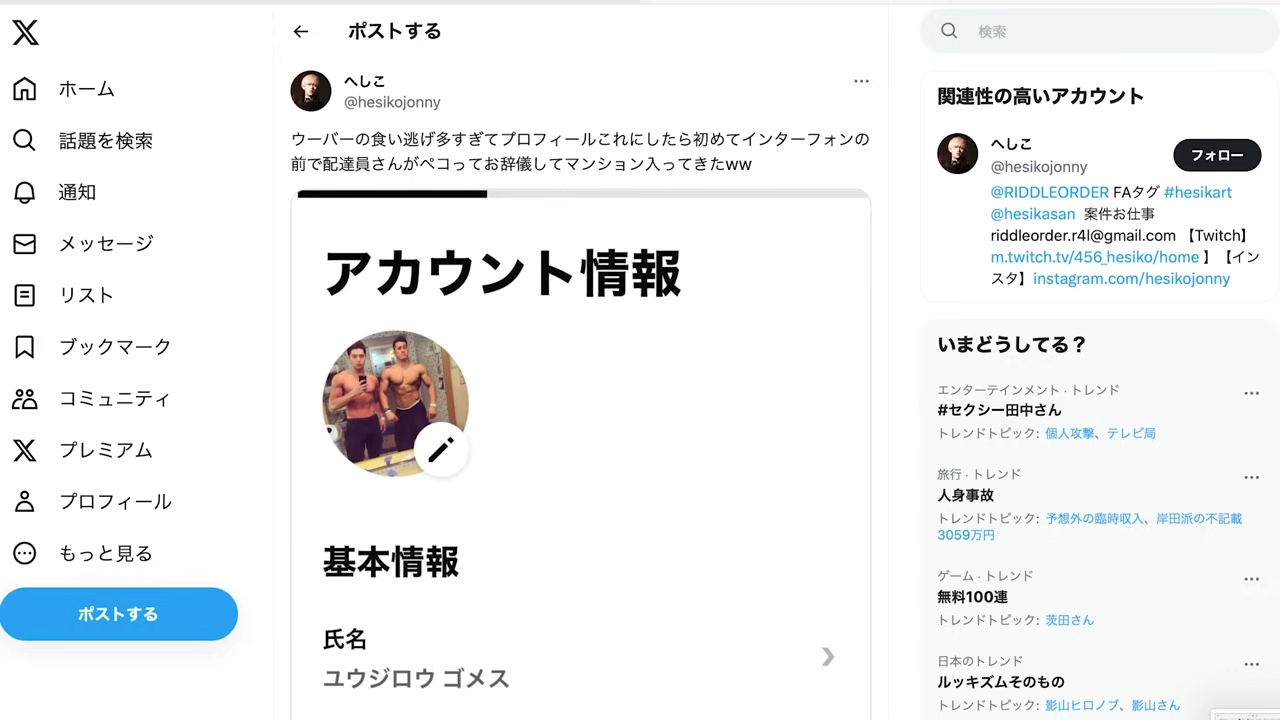 ホーム
話題を検索
通知
メッセージ
リスト
ブックマーク
コミュニティ
プレミアム
プロフィール
もっと見る
ポストする
ポストする
へしこ
@hesikojonny
ウーバーの食い逃げ多すぎてプロフィールこれにしたら初めてインターフォンの
前で配達員さんがペコってお辞儀してマンション入ってきたww
アカウント情報
基本情報
氏名
ユウジロウ ゴメス
検索
関連性の高いアカウント
へしこ
@hesikojonny
フォロー
@RIDDLEORDER FAタグ #hesikart
@hesikasan 案件お仕事
riddleorder.r4l@gmail.com 【Twitch】
m.twitch.tv/456_hesiko/home 】【イン
スタ】instagram.com/hesikojonny
いまどうしてる？
エンターテインメント · トレンド
#セクシー田中さん
トレンドトピック: 個人攻撃、テレビ局
旅行 · トレンド
人身事故
トレンドトピック: 予想外の臨時収入、岸田派の不記載
3059万円
ゲーム · トレンド
無料100連
トレンドトピック: 茨田さん
日本のトレンド
ルッキズムそのもの
トレンドトピック: 影山ヒロノブ、影山さん